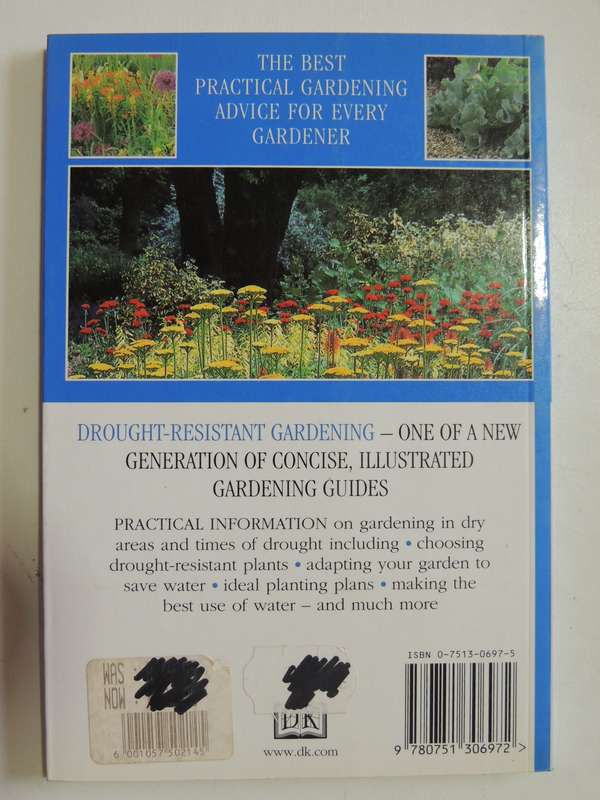 THE BEST
PRACTICAL GARDENING
ADVICE FOR EVERY
GARDENER
DROUGHT-RESISTANT GARDENING – ONE OF A NEW
GENERATION OF CONCISE, ILLUSTRATED
GARDENING GUIDES
PRACTICAL INFORMATION on gardening in dry
areas and times of drought including • choosing
drought-resistant plants • adapting your garden to
save water • ideal planting plans • making the
best use of water – and much more
ISBN 0-7513-0697-5
WAS :
NOW :
6 001057 502145
DK
www.dk.com
9 780751 306972 >